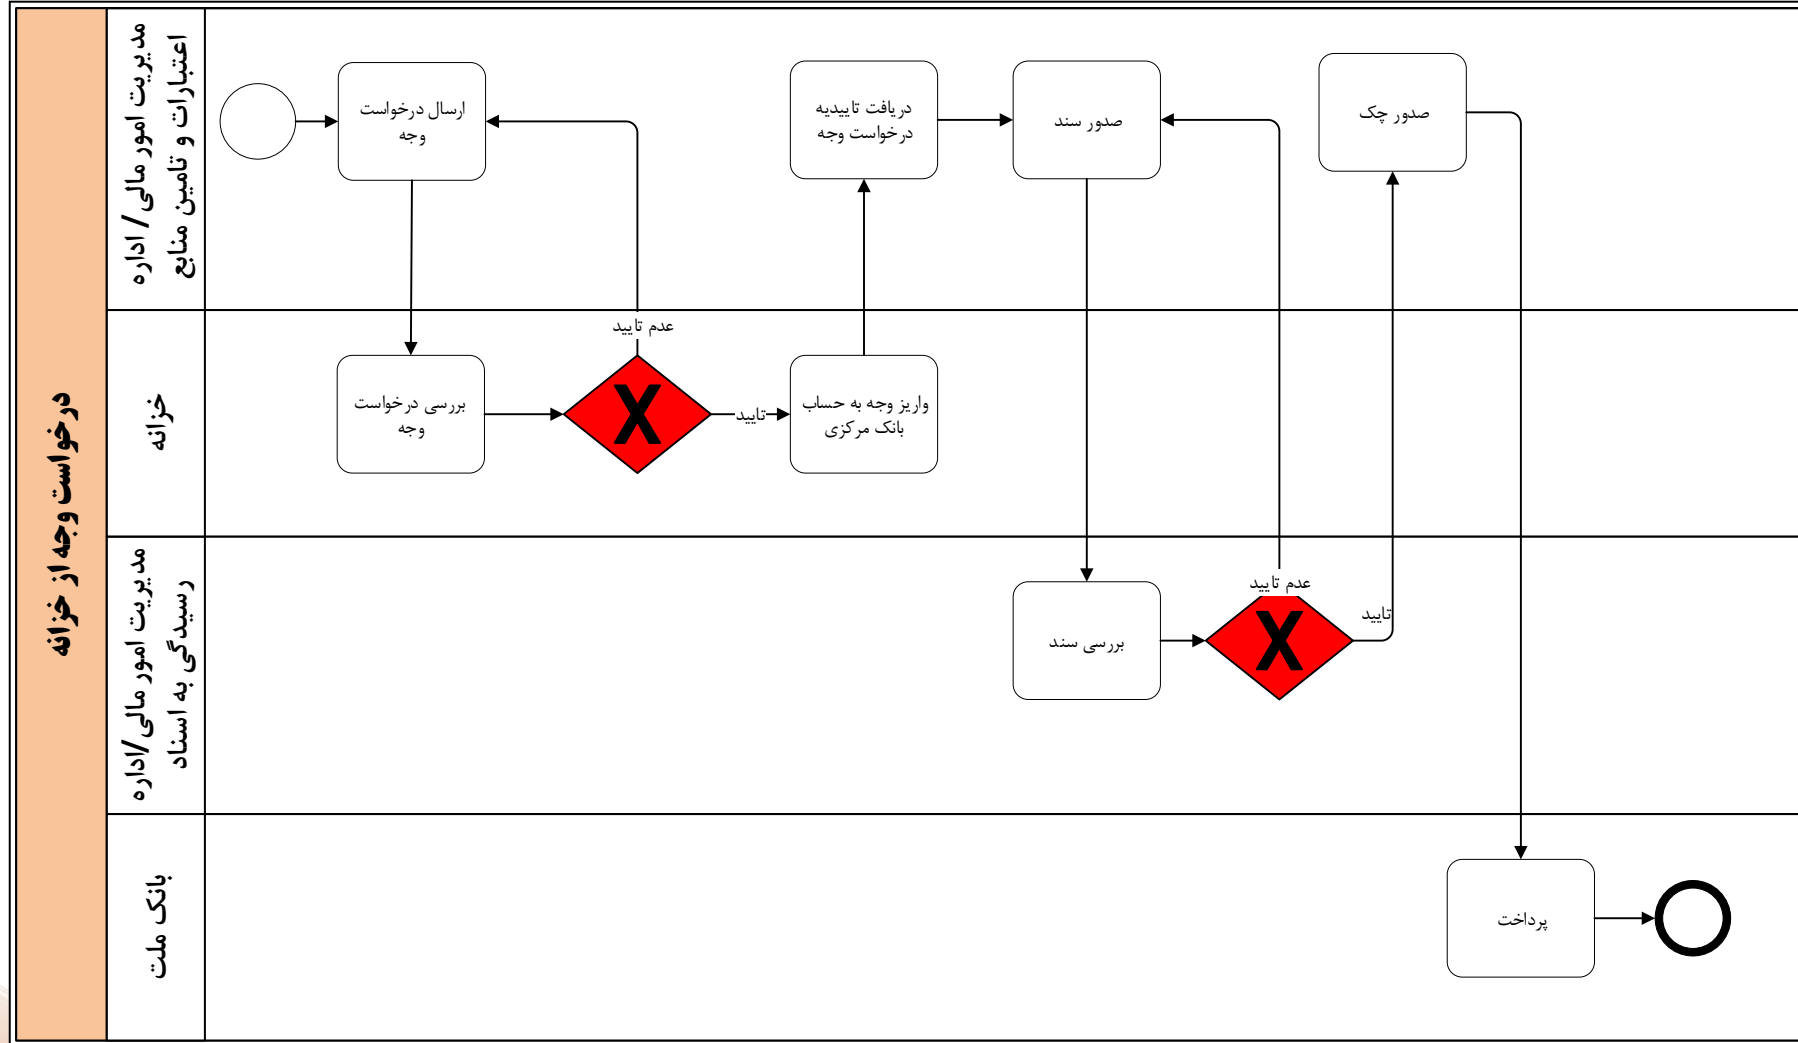 درخواست وجه از خزانه
مدیریت امور مالی / اداره
اعتبارات و تامین منابع
ارسال درخواست
وجه
دریافت تاییدیه
درخواست وجه
صدور سند
صدور چک
خزانه
بررسی درخواست
وجه
عدم تایید
تایید
واریز وجه به حساب
بانک مرکزی
مدیریت امور مالی/اداره
رسیدگی به اسناد
بررسی سند
عدم تایید
تایید
بانک ملت
پرداخت